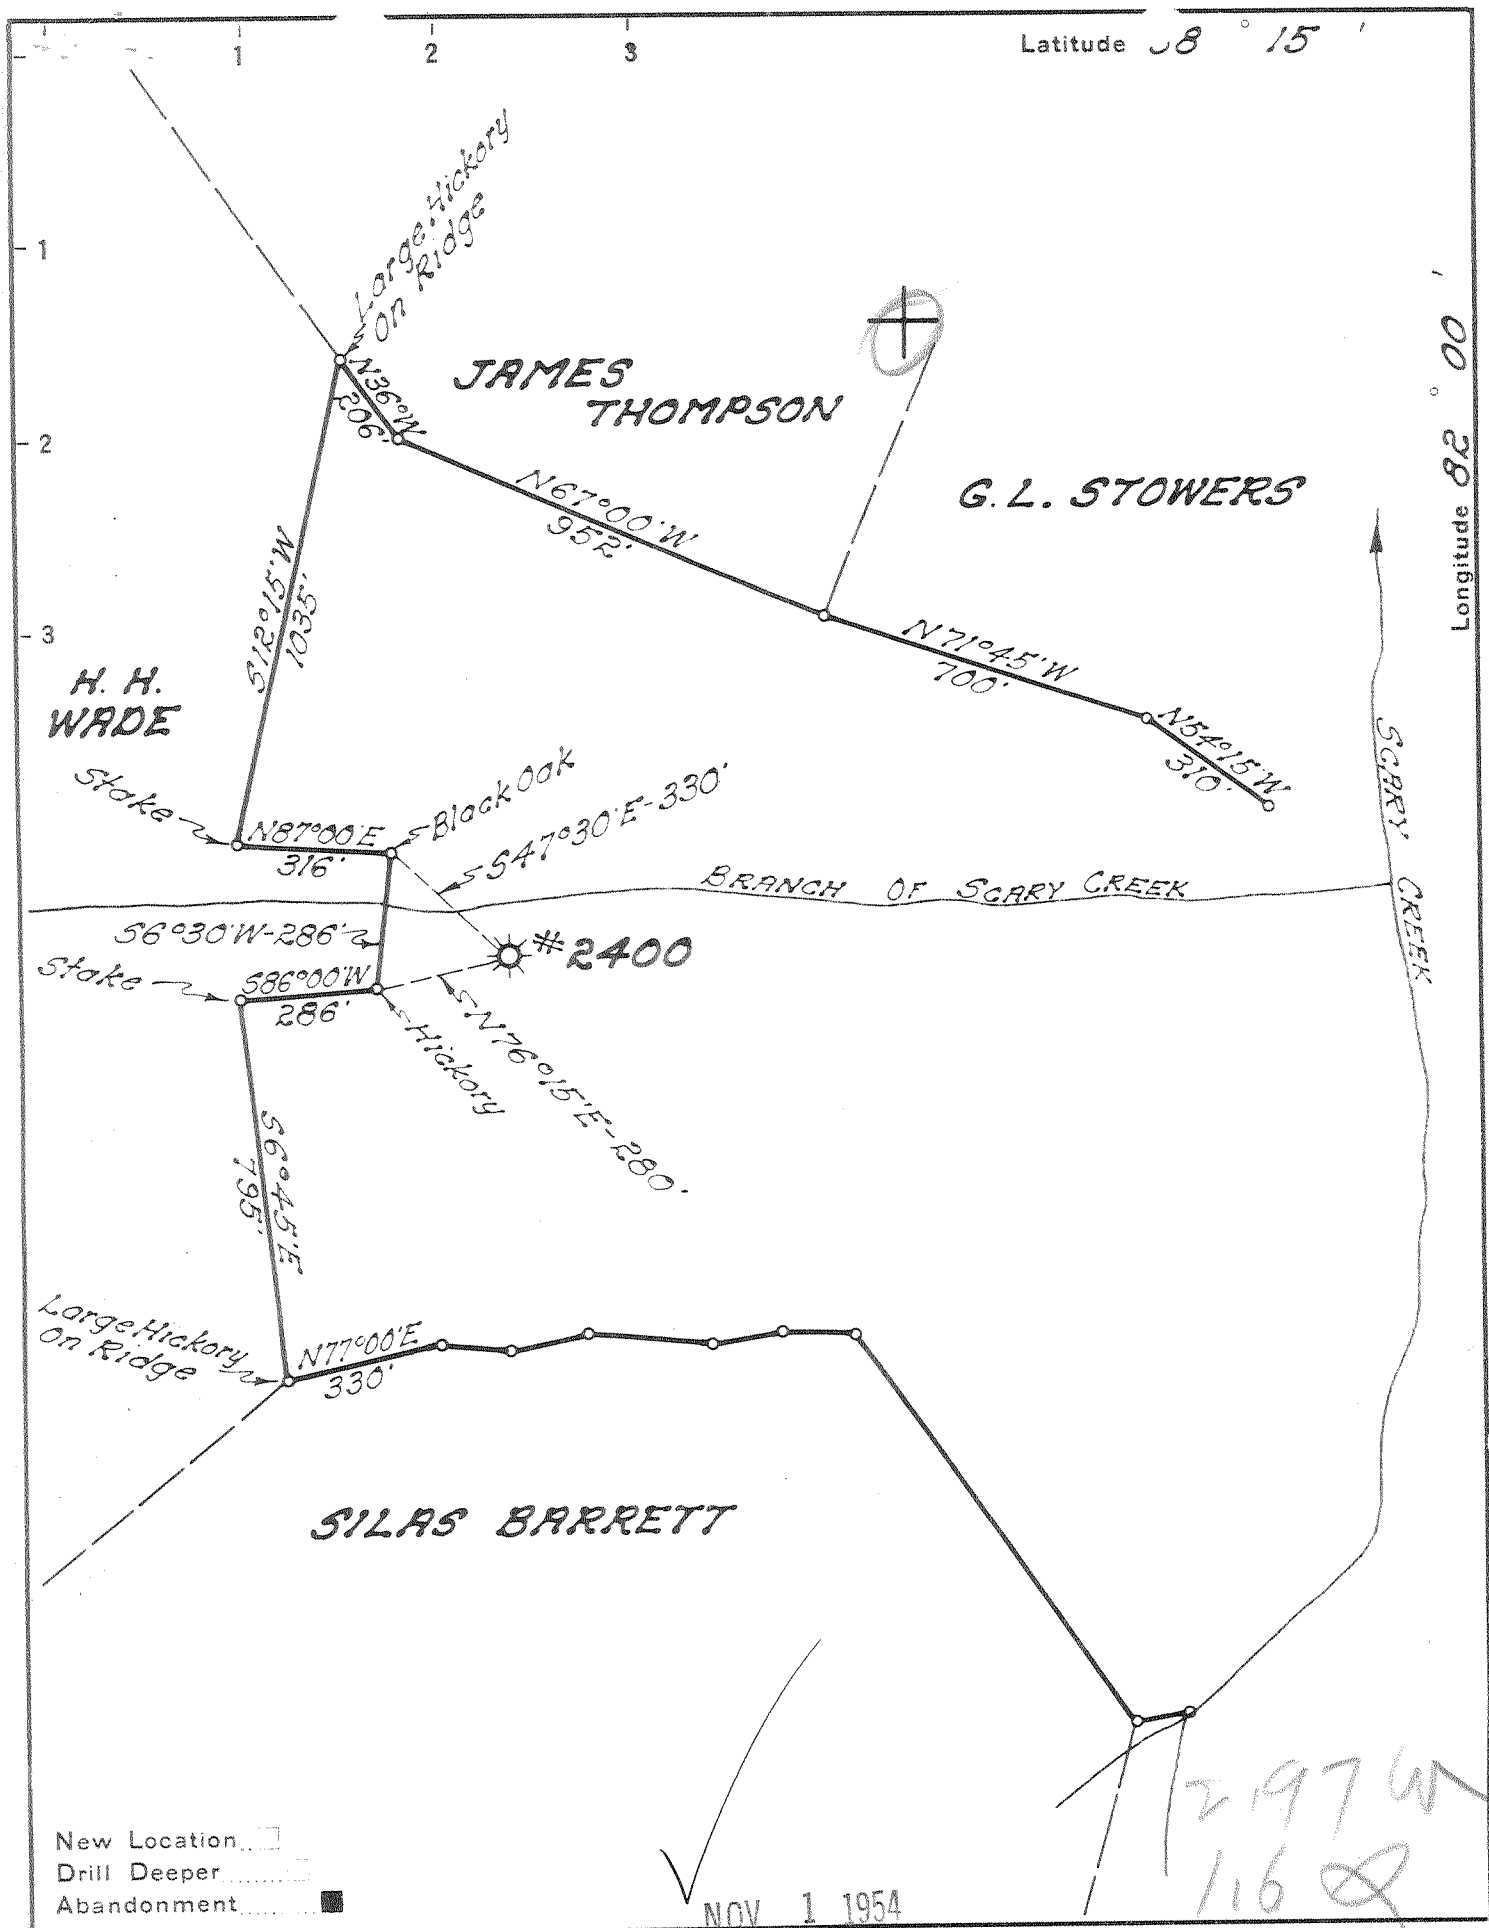 1 2 3
Latitude 38° 15'
Longitude 82° 00'
1
2
3
Large Hickory
On Ridge
N36°W
206'
JAMES
THOMPSON
N67°00'W
952'
G. L. STOWERS
S12°15'W
1035'
N71°45'W
700'
N54°15'W
310'
H. H.
WADE
Stake
N87°00'E
316'
Black Oak
S47°30'E-330'
BRANCH OF SCARY CREEK
SCARY CREEK
S6°30'W-286'
#2400
Stake
S86°00'W
286'
Hickory
N76°15'E-280'
S6°45'E
795'
Large Hickory
On Ridge
N77°00'E
330'
SILAS BARRETT
New Location
Drill Deeper
Abandonment
NOV 1 1954